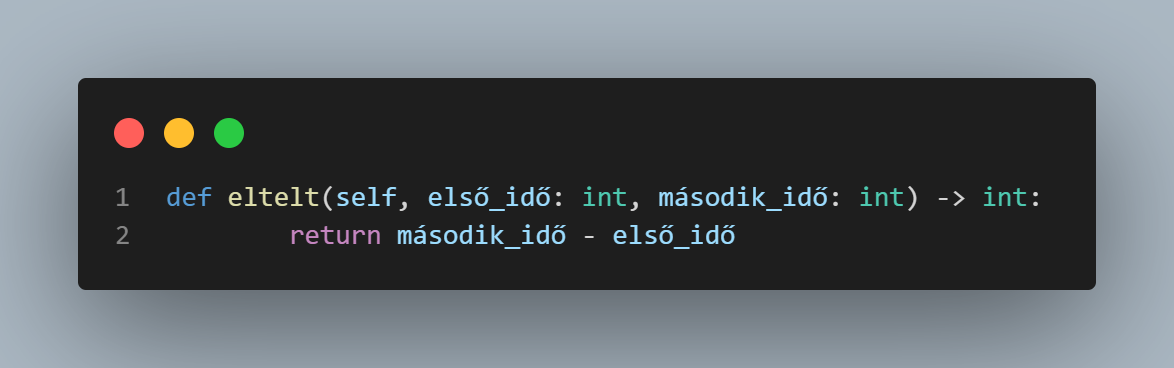 1 def eltelt(self, első_idő: int, második_idő: int) -> int:
2         return második_idő - első_idő